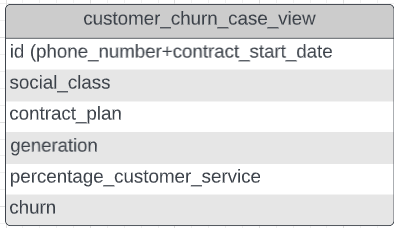 customer_churn_case_view
id (phone_number+contract_start_date
social_class
contract_plan
generation
percentage_customer_service
churn